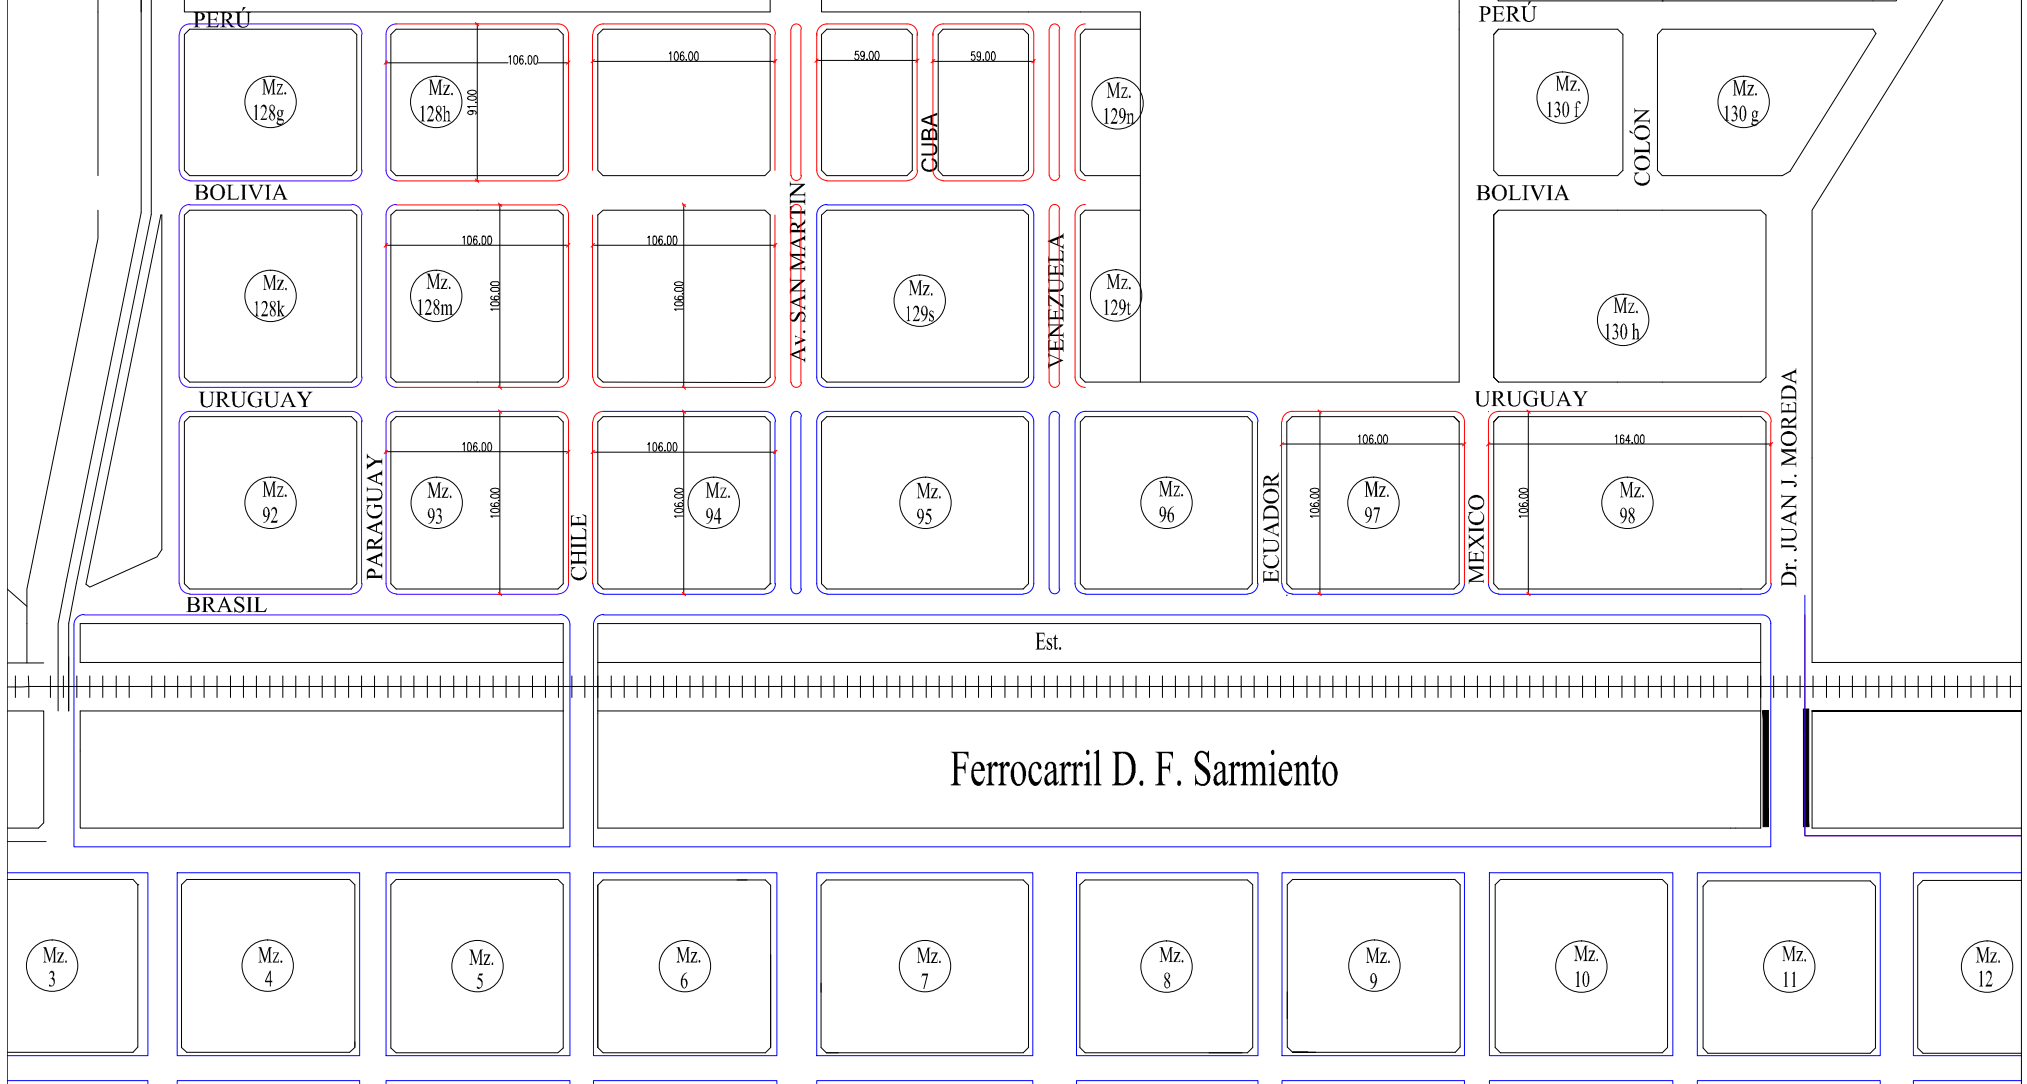 PERÚ
PERÚ
106.00
106.00
59.00
59.00
Mz.
128g
Mz.
128h
91.00
CUBA
Mz.
129n
Mz.
130 f
COLÓN
Mz.
130 g
BOLIVIA
BOLIVIA
106.00
106.00
Mz.
128k
Mz.
128m
106.00
106.00
Av. SAN MARTIN
Mz.
129s
VENEZUELA
Mz.
129t
Mz.
130 h
URUGUAY
URUGUAY
106.00
106.00
106.00
164.00
Mz.
92
PARAGUAY
Mz.
93
106.00
CHILE
106.00
Mz.
94
Mz.
95
Mz.
96
ECUADOR
106.00
Mz.
97
MEXICO
106.00
Mz.
98
Dr. JUAN J. MOREDA
BRASIL
Est.
Ferrocarril D. F. Sarmiento
Mz.
3
Mz.
4
Mz.
5
Mz.
6
Mz.
7
Mz.
8
Mz.
9
Mz.
10
Mz.
11
Mz.
12